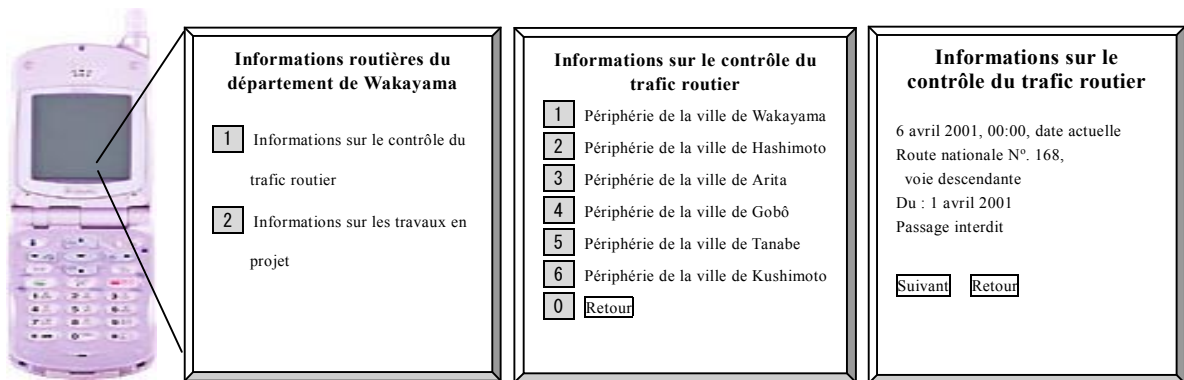 Informations routières du
département de Wakayama
1 Informations sur le contrôle du
trafic routier
2 Informations sur les travaux en
projet
Informations sur le contrôle du
trafic routier
1 Périphérie de la ville de Wakayama
2 Périphérie de la ville de Hashimoto
3 Périphérie de la ville de Arita
4 Périphérie de la ville de Gobô
5 Périphérie de la ville de Tanabe
6 Périphérie de la ville de Kushimoto
0 Retour
Informations sur le
contrôle du trafic routier
6 avril 2001, 00:00, date actuelle
Route nationale Nº. 168,
voie descendante
Du : 1 avril 2001
Passage interdit
Suivant Retour